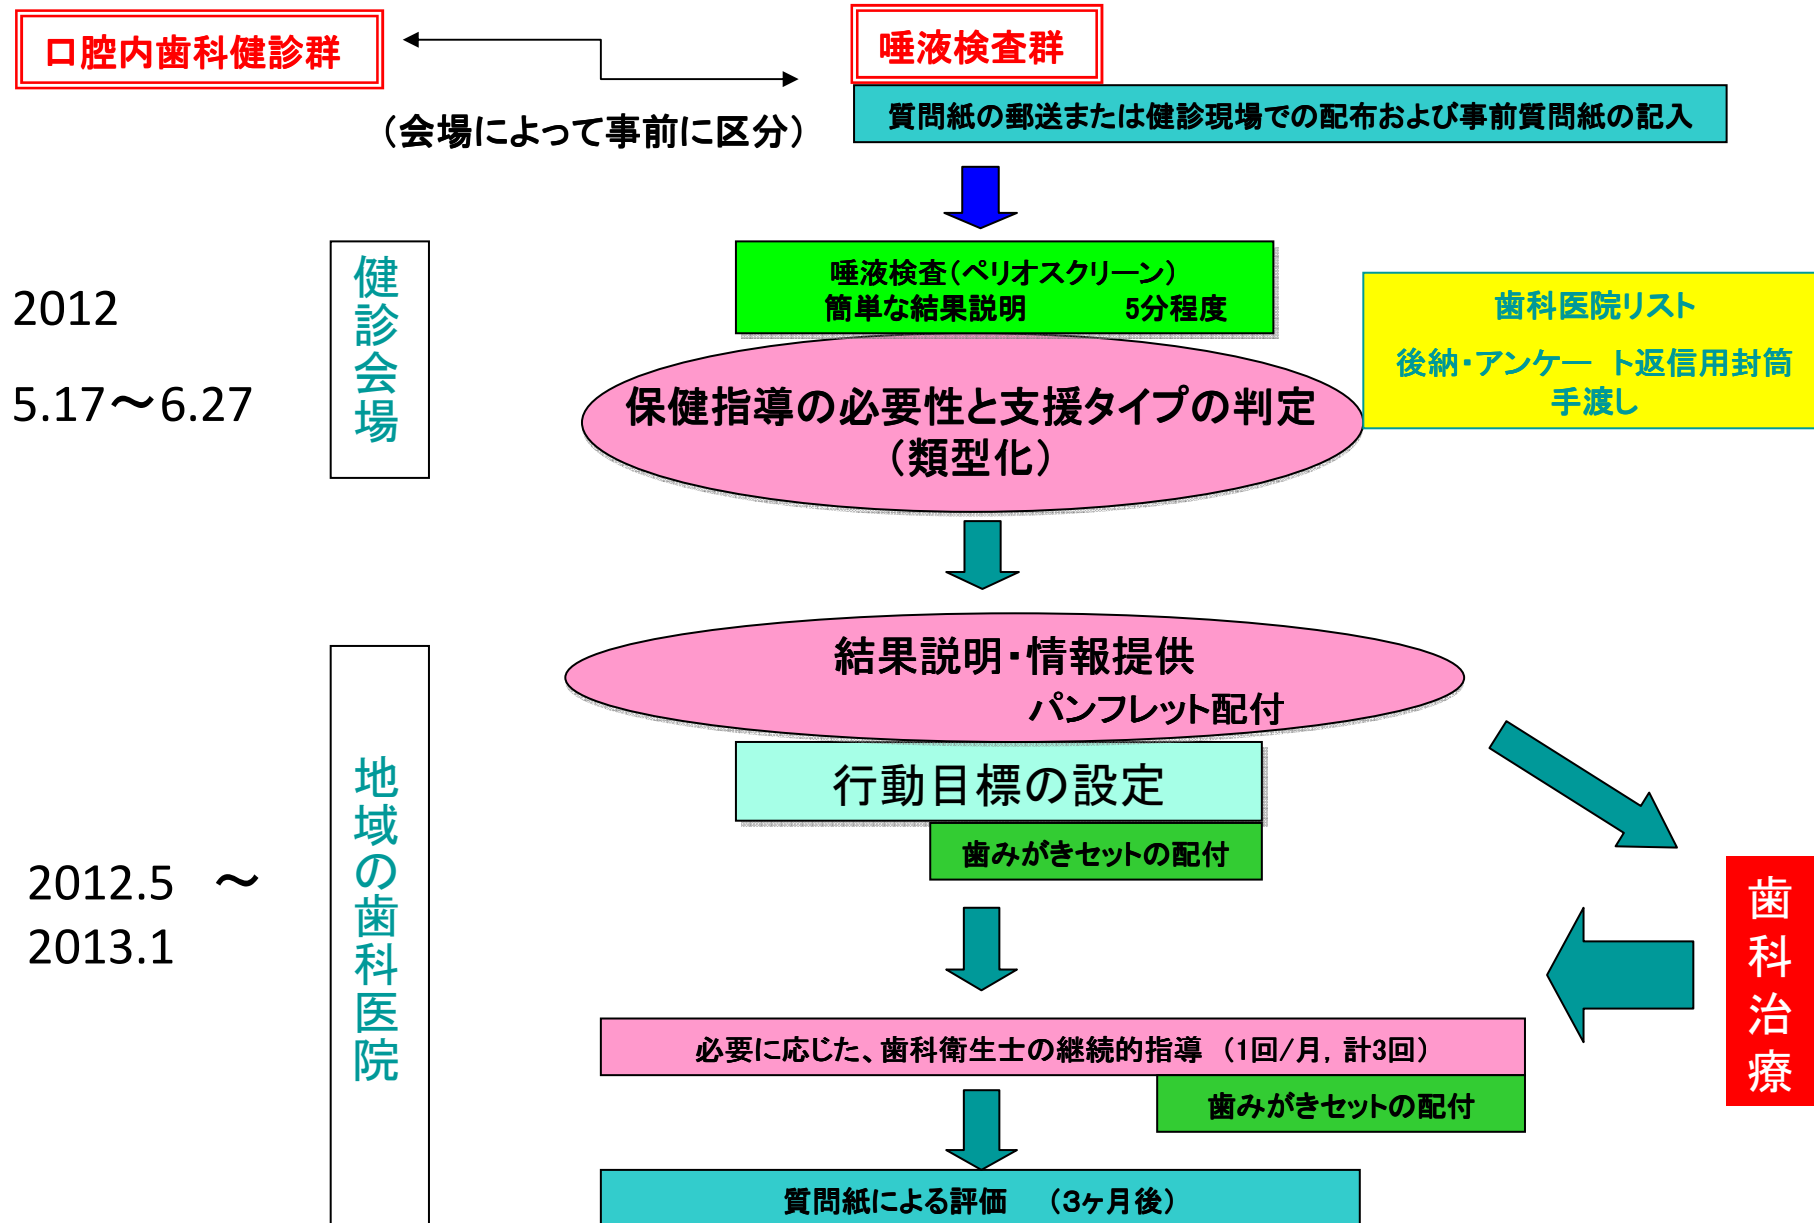 口腔内歯科健診群
唾液検査群
質問紙の郵送または健診現場での配布および事前質問紙の記入
（会場によって事前に区分）
2012
5.17～6.27
健診会場
唾液検査（ペリオスクリーン）
簡単な結果説明　5分程度
歯科医院リスト
後納・アンケート返信用封筒
手渡し
保健指導の必要性と支援タイプの判定
（類型化）
2012.5 ～
2013.1
地域の歯科医院
結果説明・情報提供
パンフレット配付
行動目標の設定
歯みがきセットの配付
歯科治療
必要に応じた、歯科衛生士の継続的指導（1回/月，計3回）
歯みがきセットの配付
質問紙による評価　（3ヶ月後）